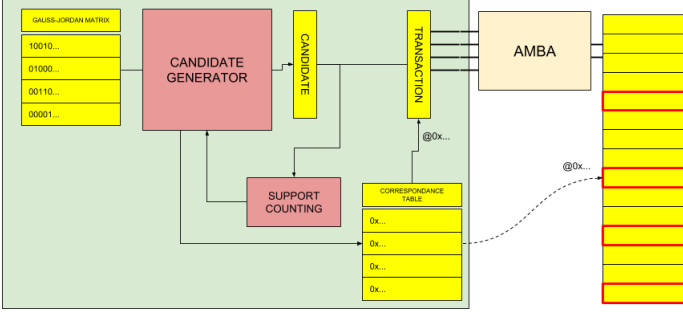 GAUSS-JORDAN MATRIX
10010...
01000...
00110...
00001...
CANDIDATE
GENERATOR
CANDIDATE
TRANSACTION
AMBA
@0x...
@0x...
SUPPORT
COUNTING
CORRESPONDANCE
TABLE
0x...
0x...
0x...
0x...